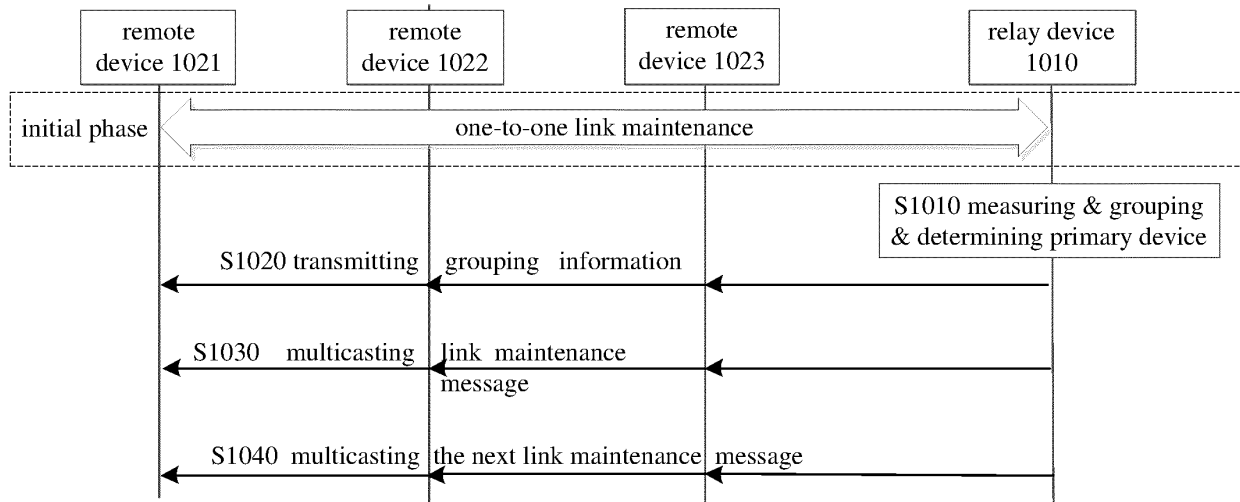 remote
device 1021
remote
device 1022
remote
device 1023
relay device
1010
initial phase
one-to-one link maintenance
S1010 measuring & grouping
& determining primary device
S1020 transmitting grouping information
S1030 multicasting link maintenance
message
S1040 multicasting the next link maintenance message